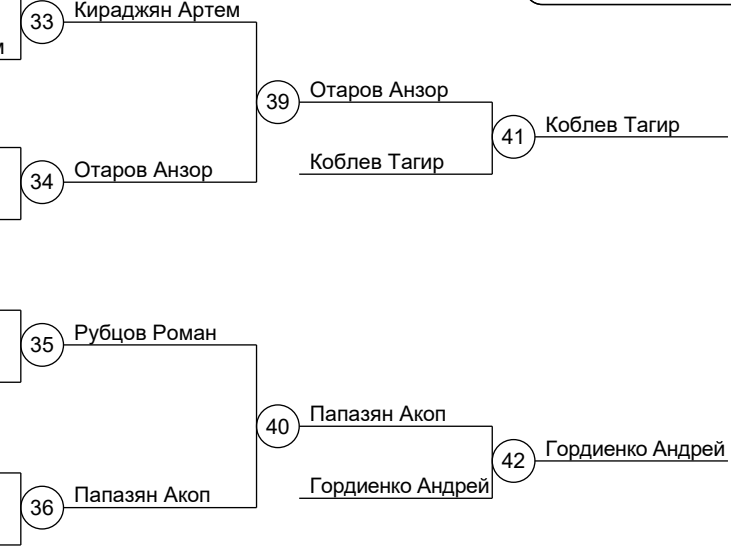 33 Кираджян Артем
39 Отаров Анзор
41 Коблев Тагир
Коблев Тагир
34 Отаров Анзор
35 Рубцов Роман
40 Папазян Акоп
42 Гордиенко Андрей
Гордиенко Андрей
36 Папазян Акоп